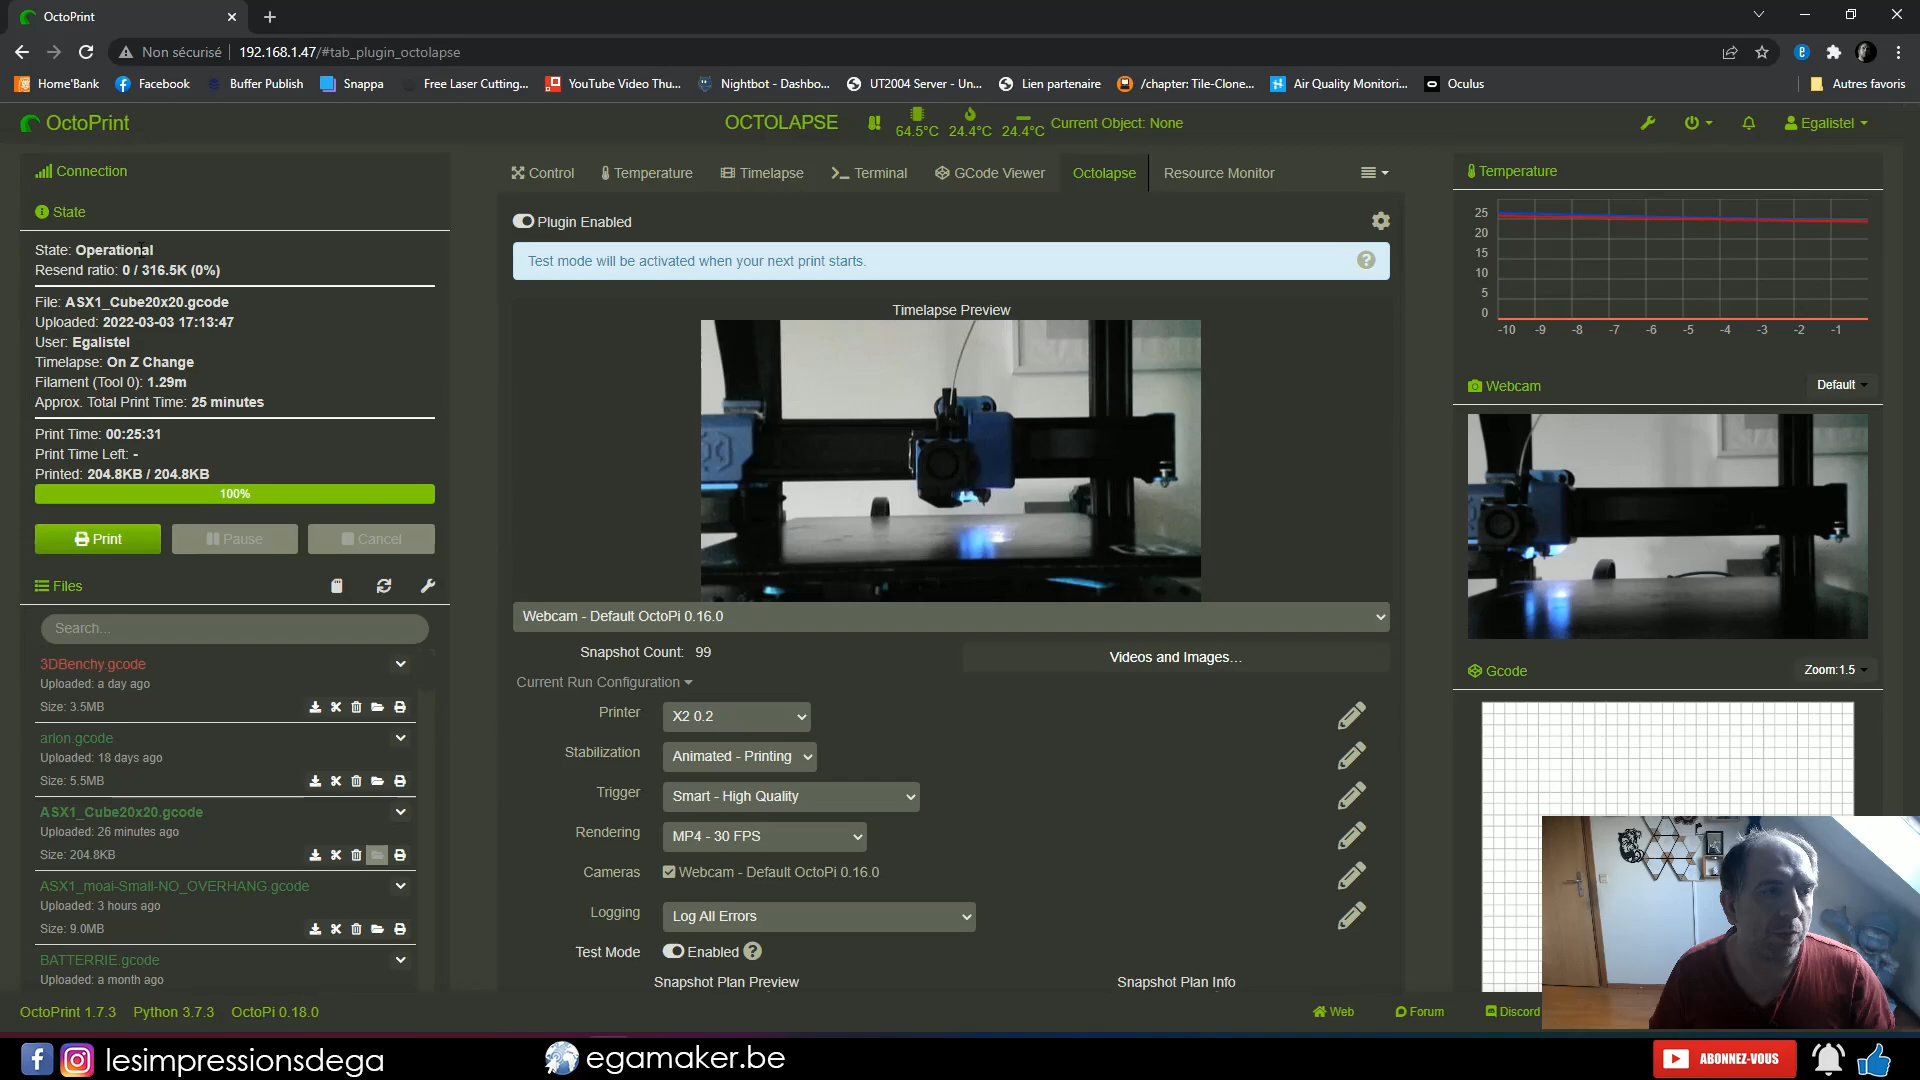 OctoPrint
Non sécurisé
192.168.1.47/#tab_plugin_octolapse
Home'Bank
Facebook
Buffer Publish
Snappa
Free Laser Cutting...
YouTube Video Thu...
Nightbot - Dashbo...
UT2004 Server - Un...
Lien partenaire
/chapter: Tile-Clone...
Air Quality Monitori...
Oculus
Autres favoris
OctoPrint
OCTOLAPSE
64.5°C
24.4°C
24.4°C
Current Object: None
Egalistel
Connection
State
State: Operational
Resend ratio: 0 / 316.5K (0%)
File: ASX1_Cube20x20.gcode
Uploaded: 2022-03-03 17:13:47
User: Egalistel
Timelapse: On Z Change
Filament (Tool 0): 1.29m
Approx. Total Print Time: 25 minutes
Print Time: 00:25:31
Print Time Left: -
Printed: 204.8KB / 204.8KB
100%
Print
Pause
Cancel
Files
Search...
3DBenchy.gcode
Uploaded: a day ago
Size: 3.5MB
arlon.gcode
Uploaded: 18 days ago
Size: 5.5MB
ASX1_Cube20x20.gcode
Uploaded: 26 minutes ago
Size: 204.8KB
ASX1_moai-Small-NO_OVERHANG.gcode
Uploaded: 3 hours ago
Size: 9.0MB
BATTERRIE.gcode
Uploaded: a month ago
Control
Temperature
Timelapse
Terminal
GCode Viewer
Octolapse
Resource Monitor
Plugin Enabled
Test mode will be activated when your next print starts.
Timelapse Preview
Webcam - Default OctoPi 0.16.0
Snapshot Count: 99
Videos and Images...
Current Run Configuration
Printer
X2 0.2
Stabilization
Animated - Printing
Trigger
Smart - High Quality
Rendering
MP4 - 30 FPS
Cameras
Webcam - Default OctoPi 0.16.0
Logging
Log All Errors
Test Mode
Enabled
Snapshot Plan Preview
Snapshot Plan Info
Temperature
25
20
15
10
5
0
-10 -9 -8 -7 -6 -5 -4 -3 -2 -1
Webcam
Default
Gcode
Zoom:1.5
OctoPrint 1.7.3
Python 3.7.3
OctoPi 0.18.0
Web
Forum
Discord
lesimpressionsdega
egamaker.be
ABONNEZ-VOUS